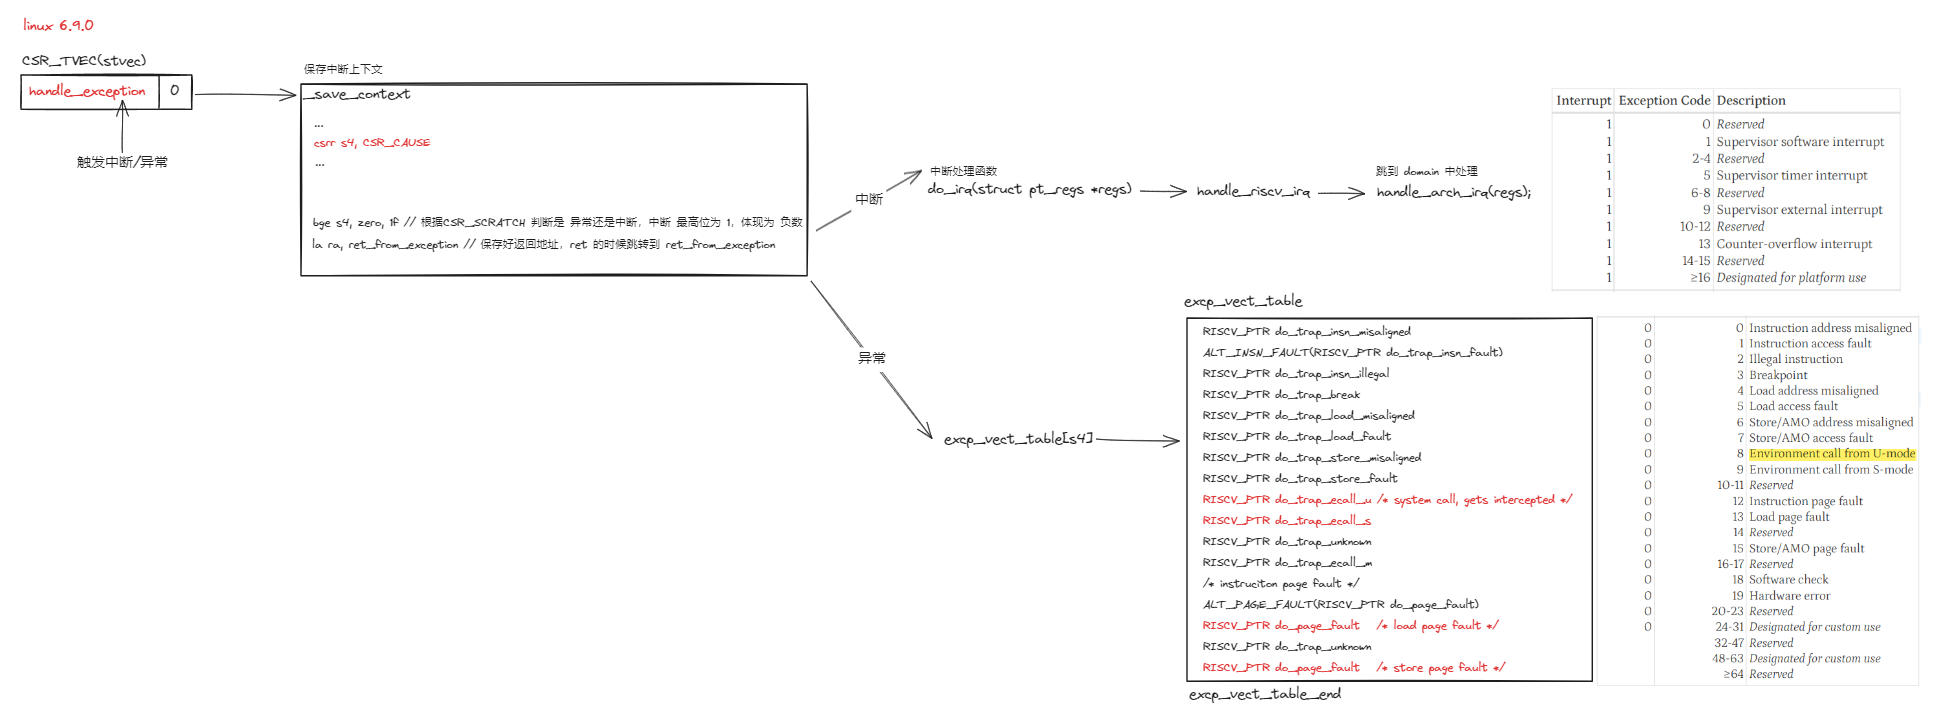 linux 6.9.0
CSR_TVEC(stvec)
handle_exception 0
触发中断/异常
保存中断上下文
_save_context
...
csrr s4, CSR_CAUSE
...
bge s4, zero, 1f // 根据CSR_SCRATCH 判断是 异常还是中断，中断 最高位为 1，体现为 负数
la ra, ret_from_exception // 保存好返回地址，ret 的时候跳转到 ret_from_exception
中断
中断处理函数
do_irq(struct pt_regs *regs)
handle_riscv_irq
跳到 domain 中处理
handle_arch_irq(regs);
异常
excp_vect_table[s4]
excp_vect_table
RISCV_PTR do_trap_insn_misaligned
ALT_INSN_FAULT(RISCV_PTR do_trap_insn_fault)
RISCV_PTR do_trap_insn_illegal
RISCV_PTR do_trap_break
RISCV_PTR do_trap_load_misaligned
RISCV_PTR do_trap_load_fault
RISCV_PTR do_trap_store_misaligned
RISCV_PTR do_trap_store_fault
RISCV_PTR do_trap_ecall_u /* system call, gets intercepted */
RISCV_PTR do_trap_ecall_s
RISCV_PTR do_trap_unknown
RISCV_PTR do_trap_ecall_m
/* instruciton page fault */
ALT_PAGE_FAULT(RISCV_PTR do_page_fault)
RISCV_PTR do_page_fault /* load page fault */
RISCV_PTR do_trap_unknown
RISCV_PTR do_page_fault /* store page fault */
excp_vect_table_end
Interrupt Exception Code Description
1 0 Reserved
1 1 Supervisor software interrupt
1 2-4 Reserved
1 5 Supervisor timer interrupt
1 6-8 Reserved
1 9 Supervisor external interrupt
1 10-12 Reserved
1 13 Counter-overflow interrupt
1 14-15 Reserved
1 ≥16 Designated for platform use
0 0 Instruction address misaligned
0 1 Instruction access fault
0 2 Illegal instruction
0 3 Breakpoint
0 4 Load address misaligned
0 5 Load access fault
0 6 Store/AMO address misaligned
0 7 Store/AMO access fault
0 8 Environment call from U-mode
0 9 Environment call from S-mode
0 10-11 Reserved
0 12 Instruction page fault
0 13 Load page fault
0 14 Reserved
0 15 Store/AMO page fault
0 16-17 Reserved
0 18 Software check
0 19 Hardware error
0 20-23 Reserved
0 24-31 Designated for custom use
32-47 Reserved
48-63 Designated for custom use
≥64 Reserved